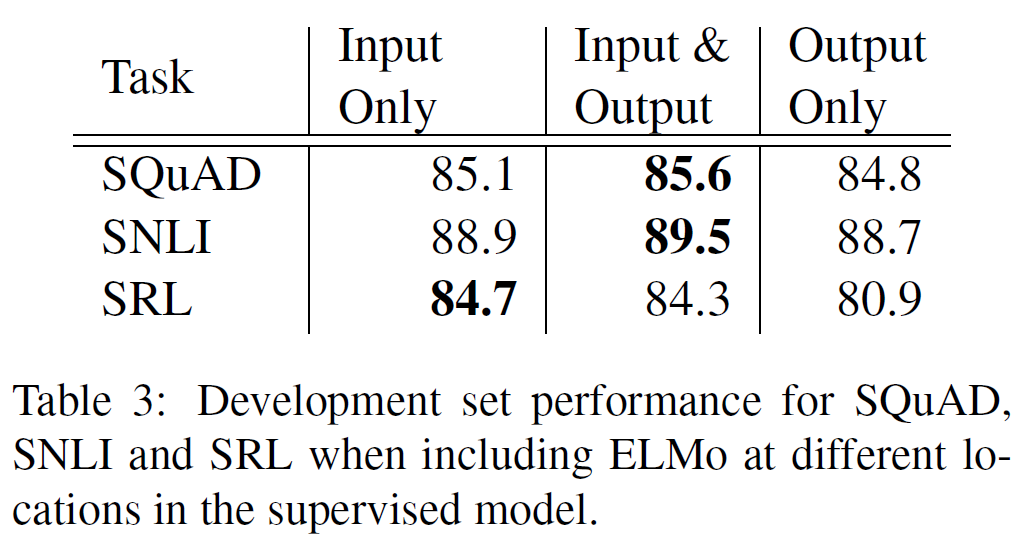 Task Input Only Input & Output Output Only
SQuAD 85.1 85.6 84.8
SNLI 88.9 89.5 88.7
SRL 84.7 84.3 80.9
Table 3: Development set performance for SQuAD,
SNLI and SRL when including ELMo at different lo-
cations in the supervised model.